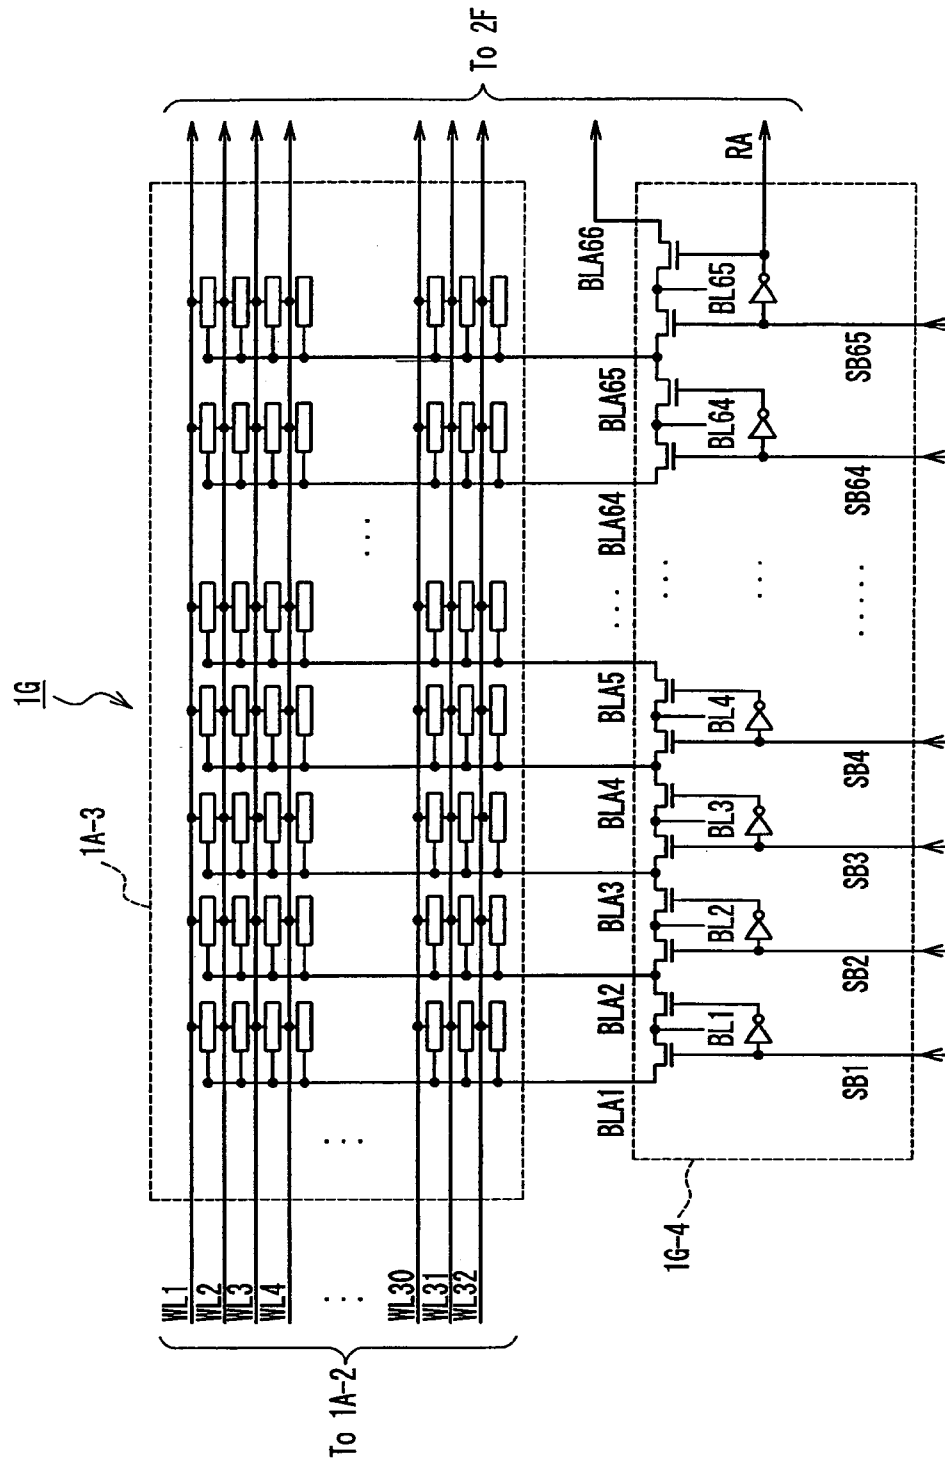 1G
1A-3
WL1
WL2
WL3
WL4
...
WL30
WL31
WL32
To 1A-2
To 2F
...
...
BLA1
BLA2
BLA3
BLA4
BLA5
...
BLA64
BLA65
BLA66
BL1
BL2
BL3
BL4
...
BL64
BL65
RA
...
SB1
SB2
SB3
SB4
.....
SB64
SB65
1G-4